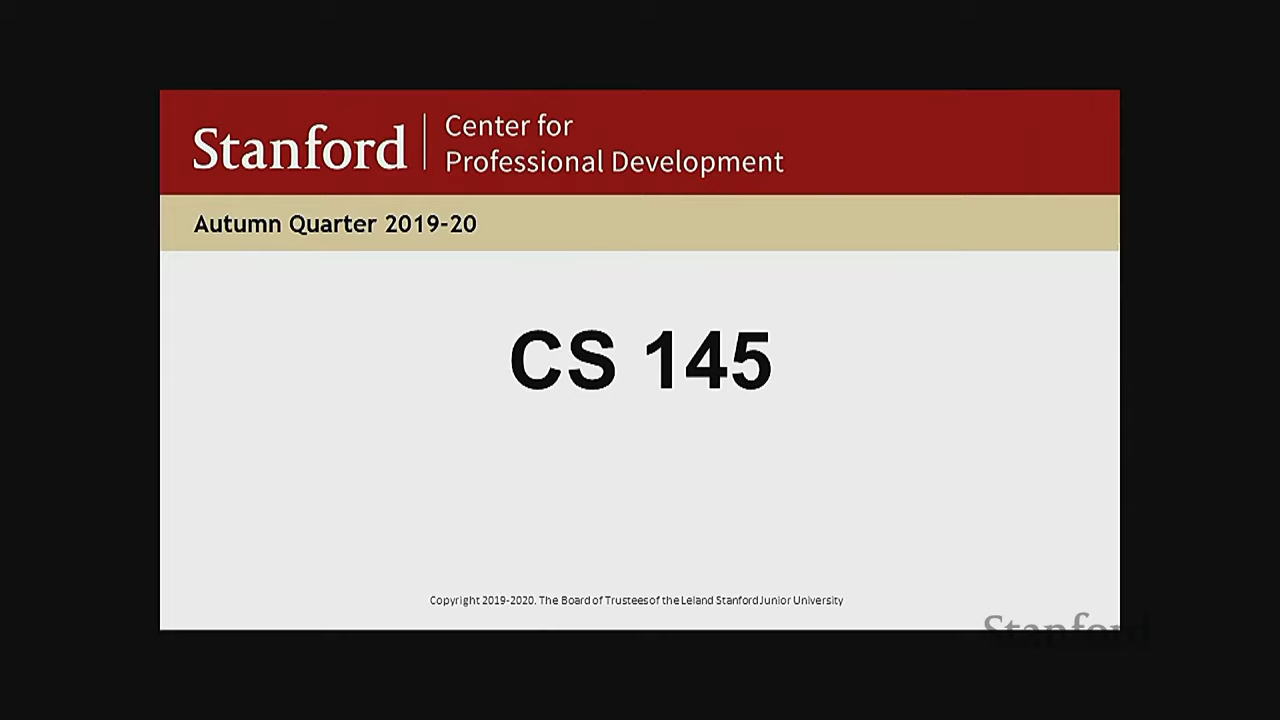 Stanford
Center for
Professional Development
Autumn Quarter 2019-20
CS 145
Copyright 2019-2020. The Board of Trustees of the Leland Stanford Junior University
Stanford